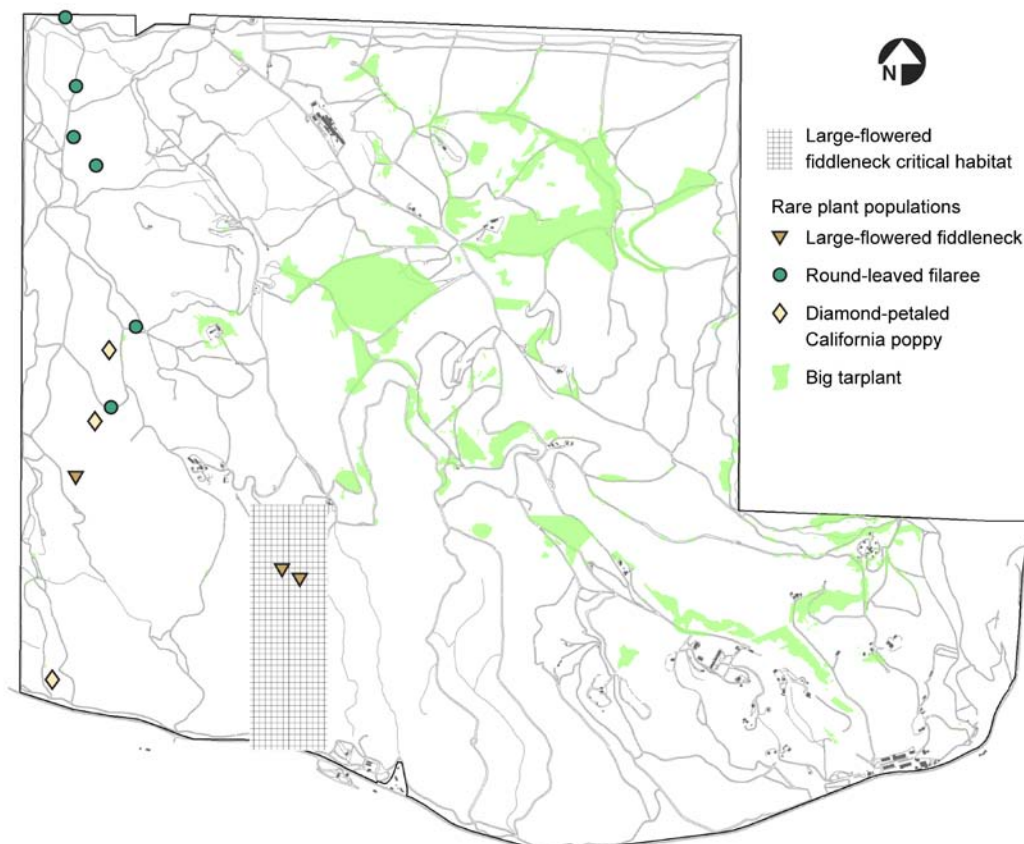 N
Large-flowered
fiddleneck critical habitat
Rare plant populations
Large-flowered fiddleneck
Round-leaved filaree
Diamond-petaled
California poppy
Big tarplant